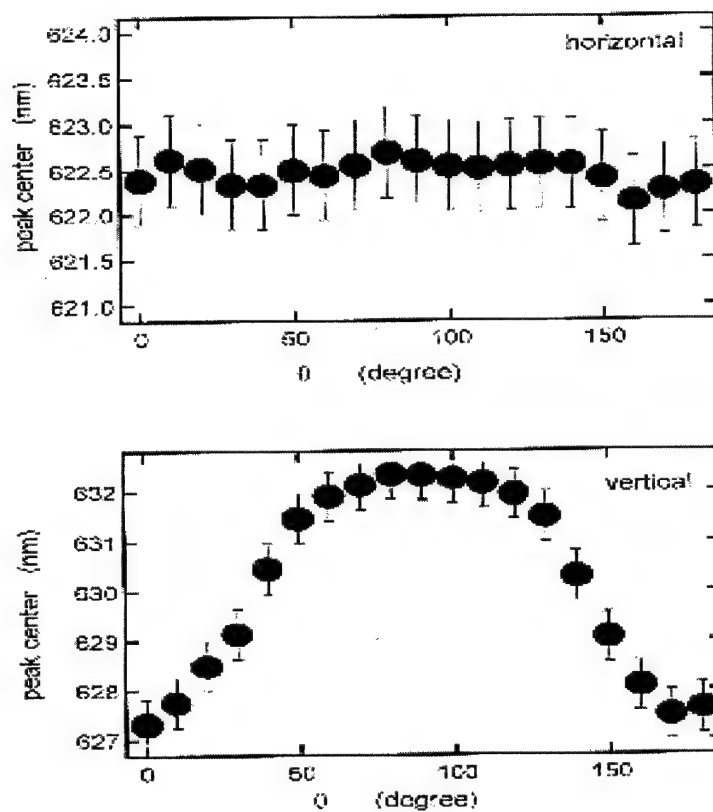 624.0
horizontal
623.5
623.0
622.5
622.0
621.5
621.0
peak center (nm)
0 50 100 150
θ (degree)
vertical
632
631
630
629
628
627
peak center (nm)
0 50 100 150
θ (degree)